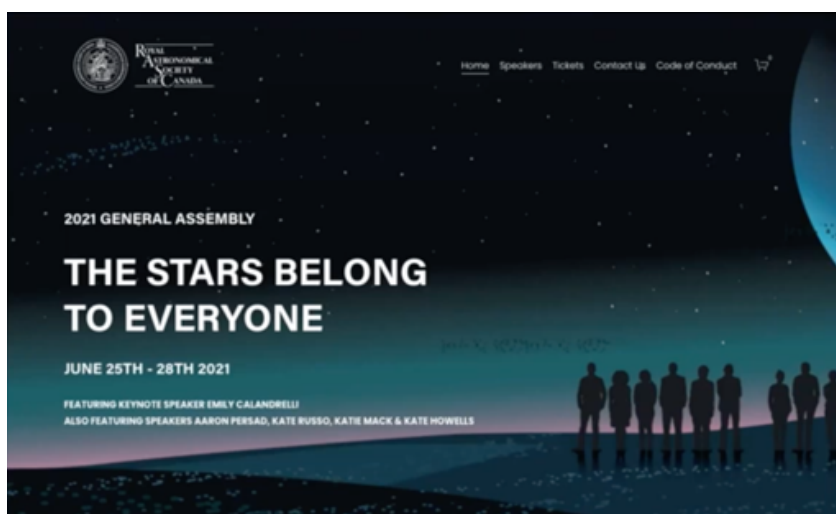 ROYAL
ASTRONOMICAL
SOCIETY
OF CANADA
Home Speakers Tickets Contact Us Code of Conduct
2021 GENERAL ASSEMBLY
THE STARS BELONG
TO EVERYONE
JUNE 25TH - 28TH 2021
FEATURING KEYNOTE SPEAKER EMILY CALANDRELLI
ALSO FEATURING SPEAKERS AARON PERSAD, KATE RUSSO, KATIE MACK & KATE HOWELLS